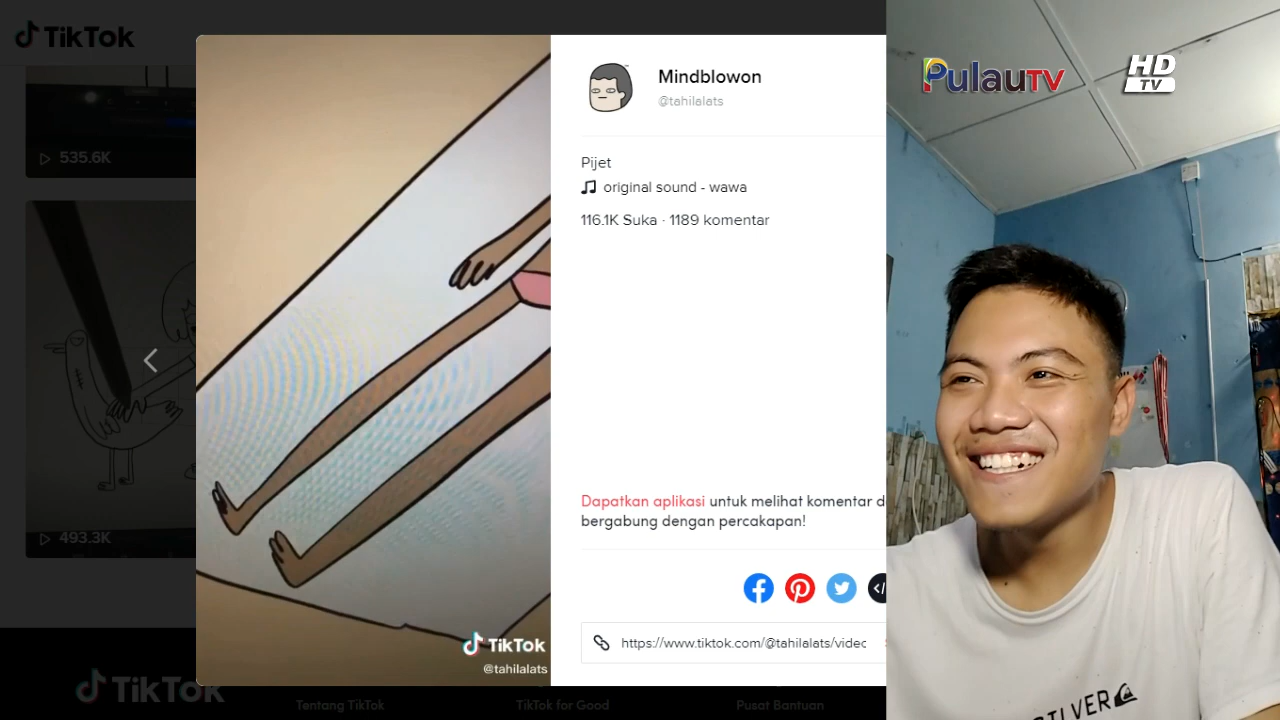 TikTok
535.6K
493.3K
Mindblowon
@tahilalats
Pijet
original sound - wawa
116.1K Suka · 1189 komentar
Dapatkan aplikasi untuk melihat komentar
bergabung dengan percakapan!
https://www.tiktok.com/@tahilalats/videc
TikTok
@tahilalats
TikTok
Tentang TikTok
TikTok for Good
Pusat Bantuan
PulauTV
HD
TV